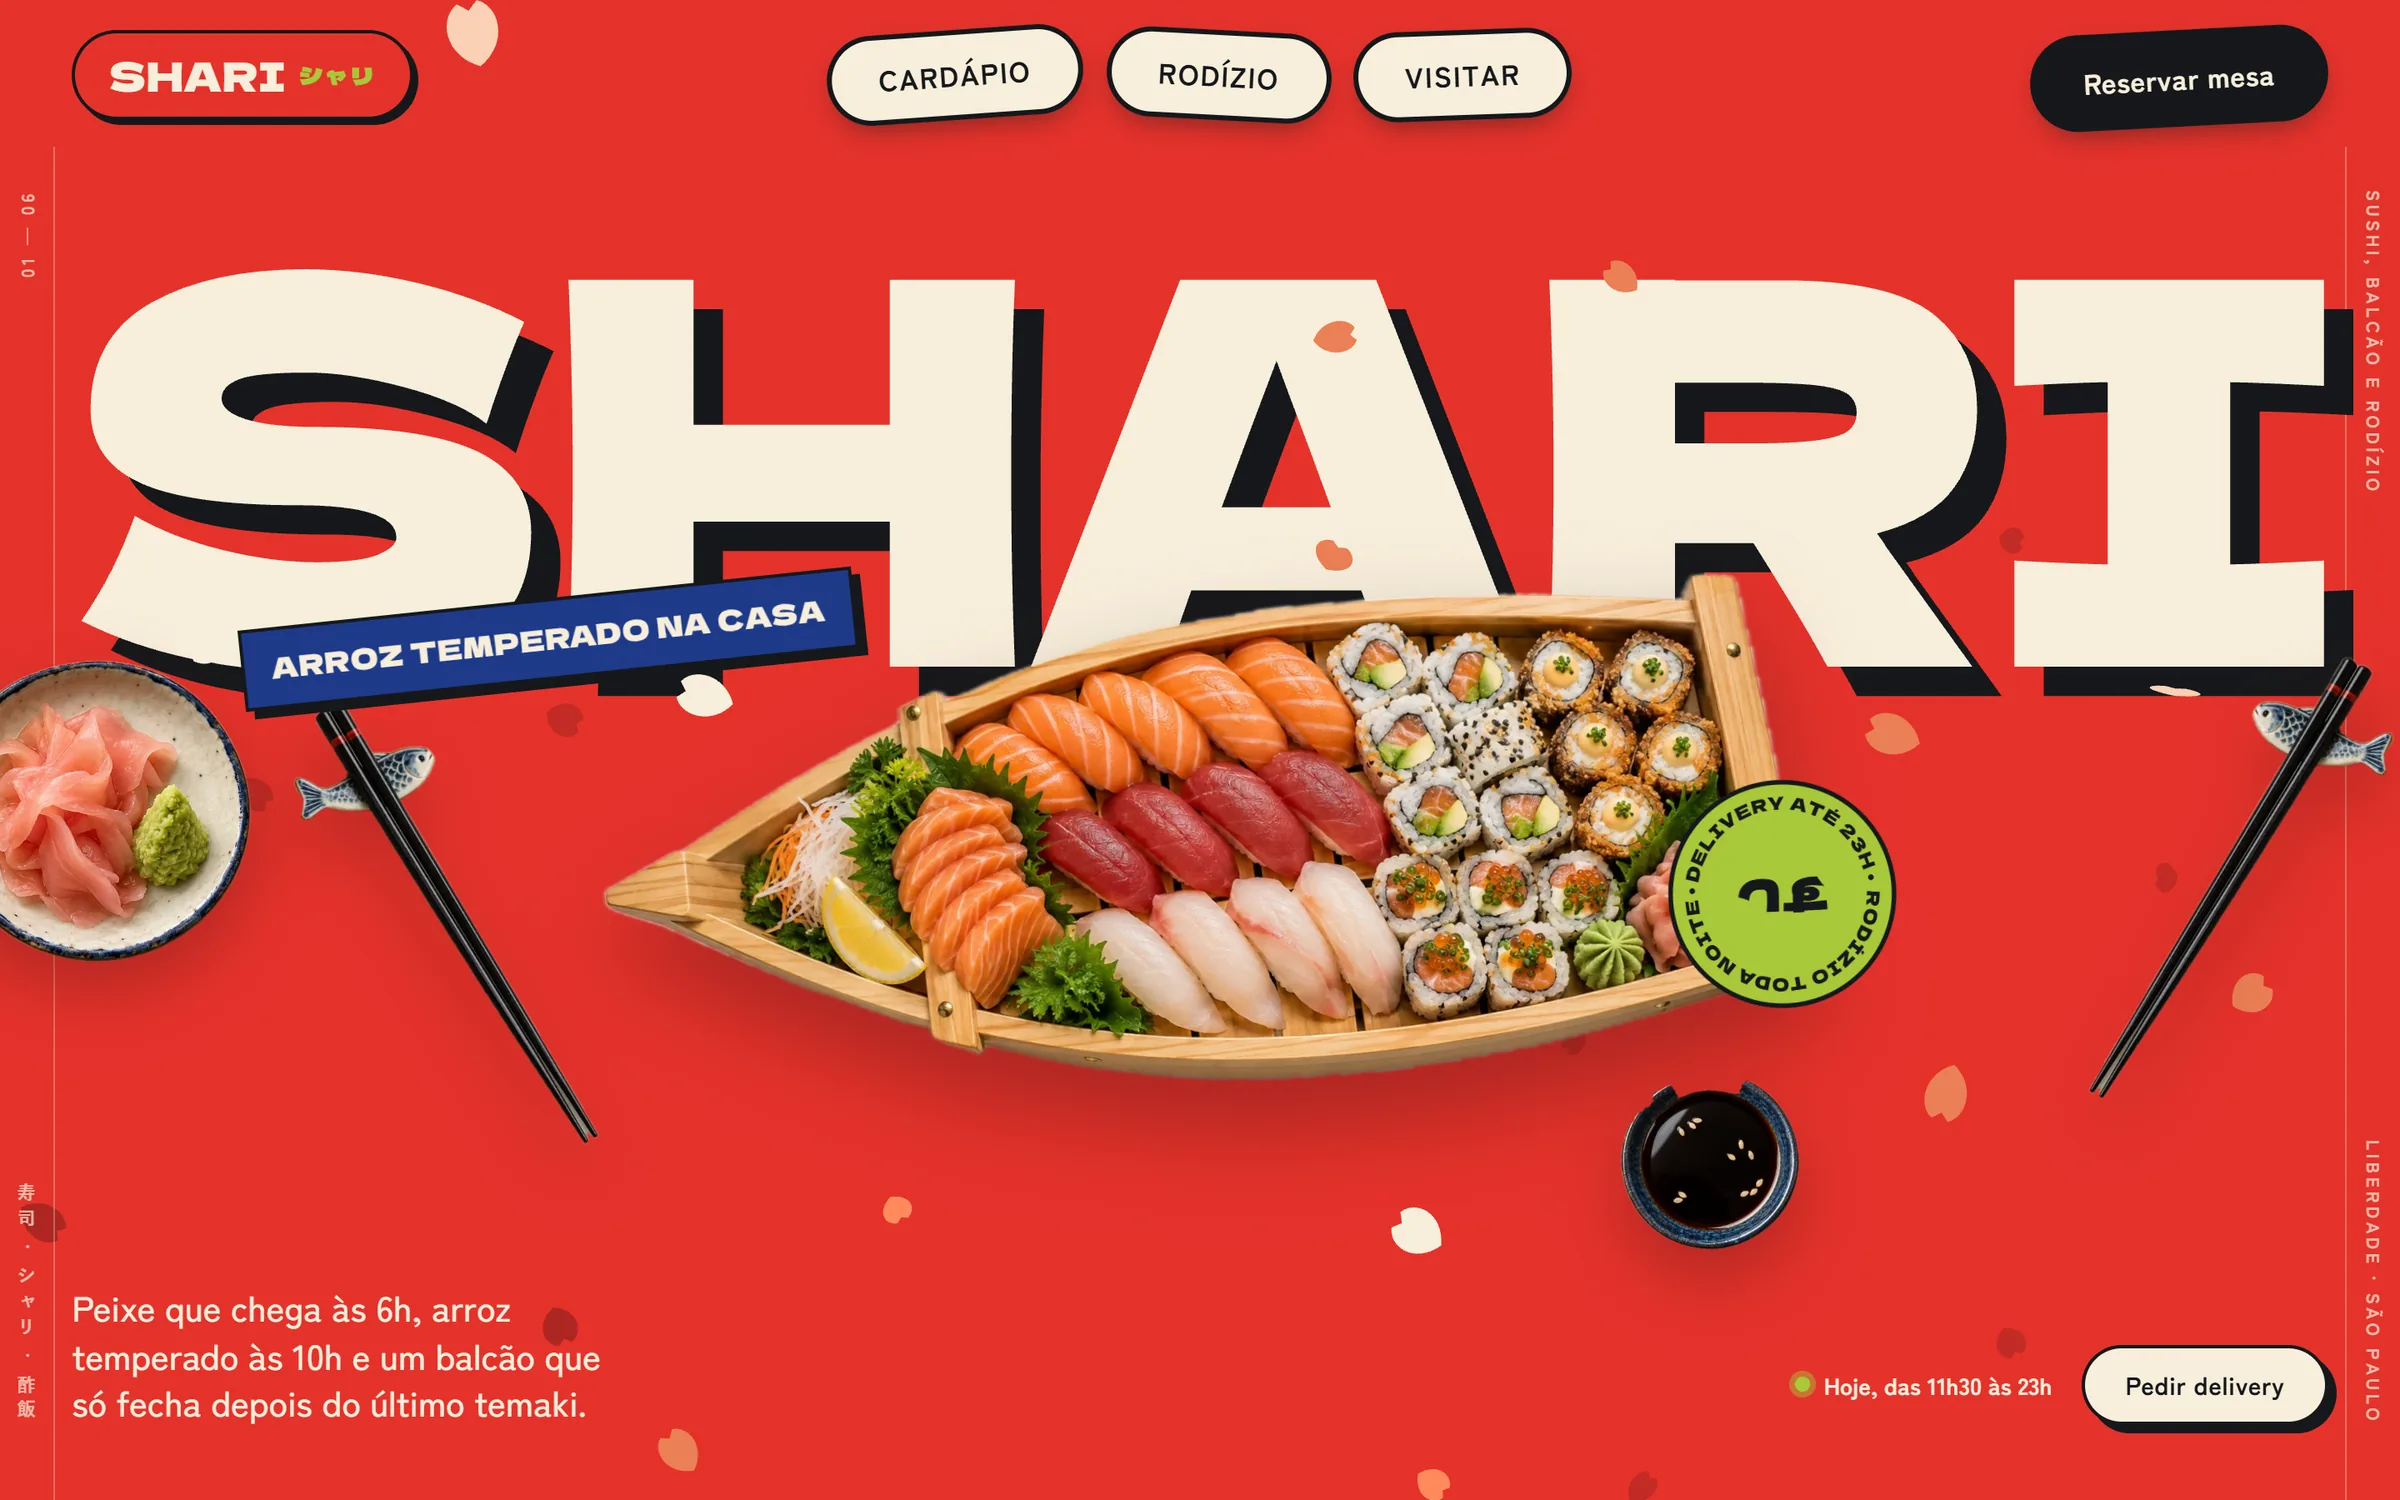 SHARI シャリ
CARDÁPIO
RODÍZIO
VISITAR
Reservar mesa
01 — 06
SUSHI, BALCÃO E RODÍZIO
SHARI
ARROZ TEMPERADO NA CASA
DELIVERY ATÉ 23H • RODÍZIO TODA NOITE •
寿司 · シャリ · 酢飯
LIBERDADE · SÃO PAULO
Peixe que chega às 6h, arroz
temperado às 10h e um balcão que
só fecha depois do último temaki.
Hoje, das 11h30 às 23h
Pedir delivery